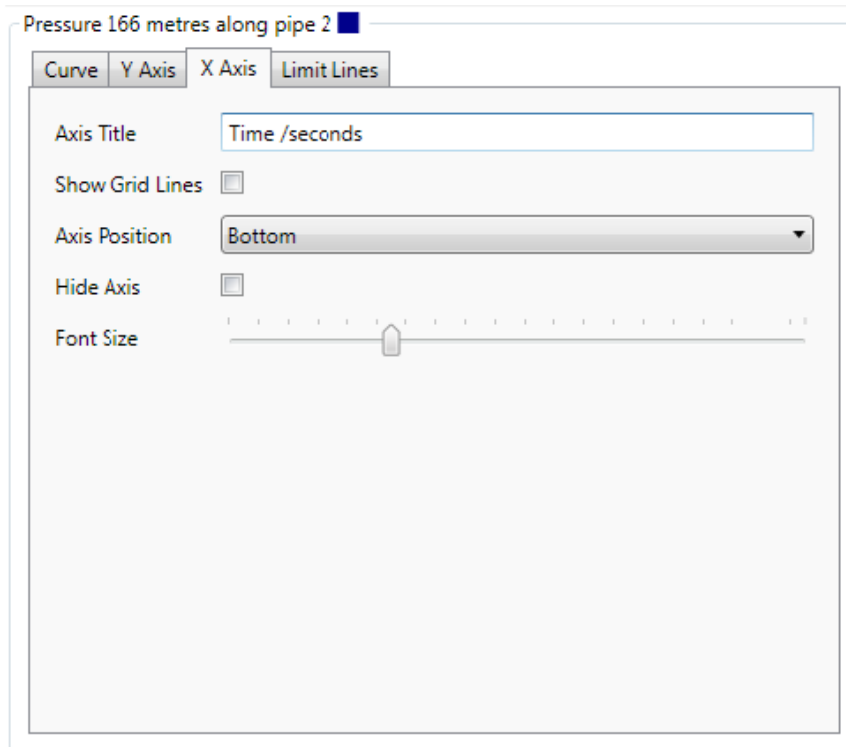 Pressure 166 metres along pipe 2
Curve Y Axis X Axis Limit Lines
Axis Title Time /seconds
Show Grid Lines
Axis Position Bottom
Hide Axis
Font Size